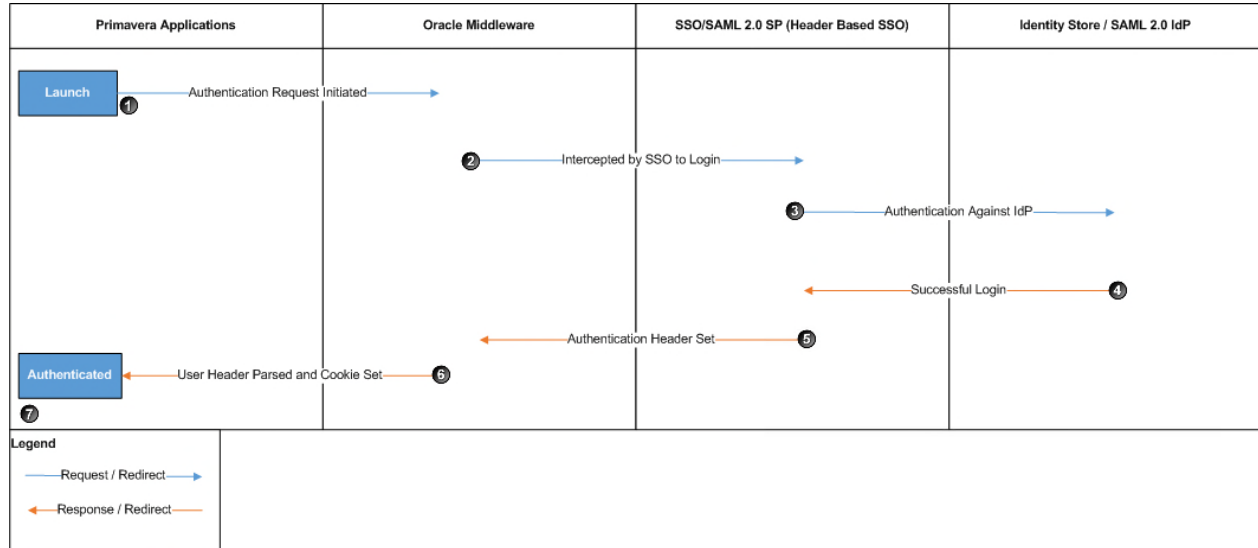 Primavera Applications
Oracle Middleware
SSO/SAML 2.0 SP (Header Based SSO)
Identity Store / SAML 2.0 IdP
Launch
1
Authentication Request Initiated
2
Intercepted by SSO to Login
3
Authentication Against IdP
Successful Login
4
Authentication Header Set
5
Authenticated
User Header Parsed and Cookie Set
6
7
Legend
Request / Redirect
Response / Redirect